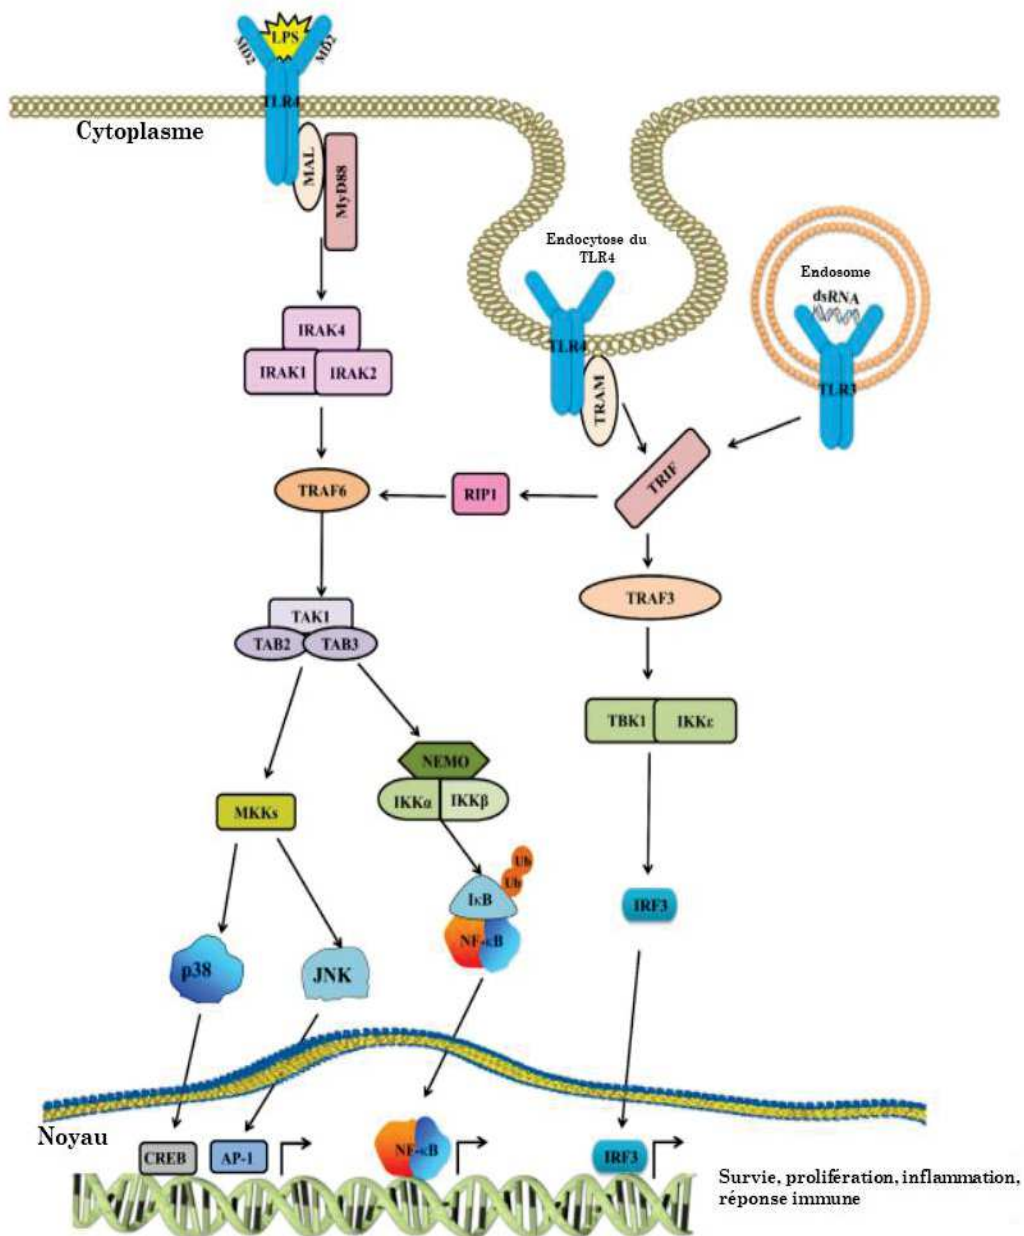 LPS
MD2
MD2
TLR4
Cytoplasme
MAL
MyD88
Endocytose du
TLR4
Endosome
dsRNA
IRAK4
IRAK1
IRAK2
TLR4
TRAM
TLR3
TRIF
TRAF6
RIP1
TRAF3
TAK1
TAB2
TAB3
TBK1
IKKε
NEMO
IKKα
IKKβ
MKKs
Ub
Ub
IκB
NF-κB
IRF3
p38
JNK
Noyau
CREB
AP-1
NF-κB
IRF3
Survie, prolifération, inflammation,
réponse immune